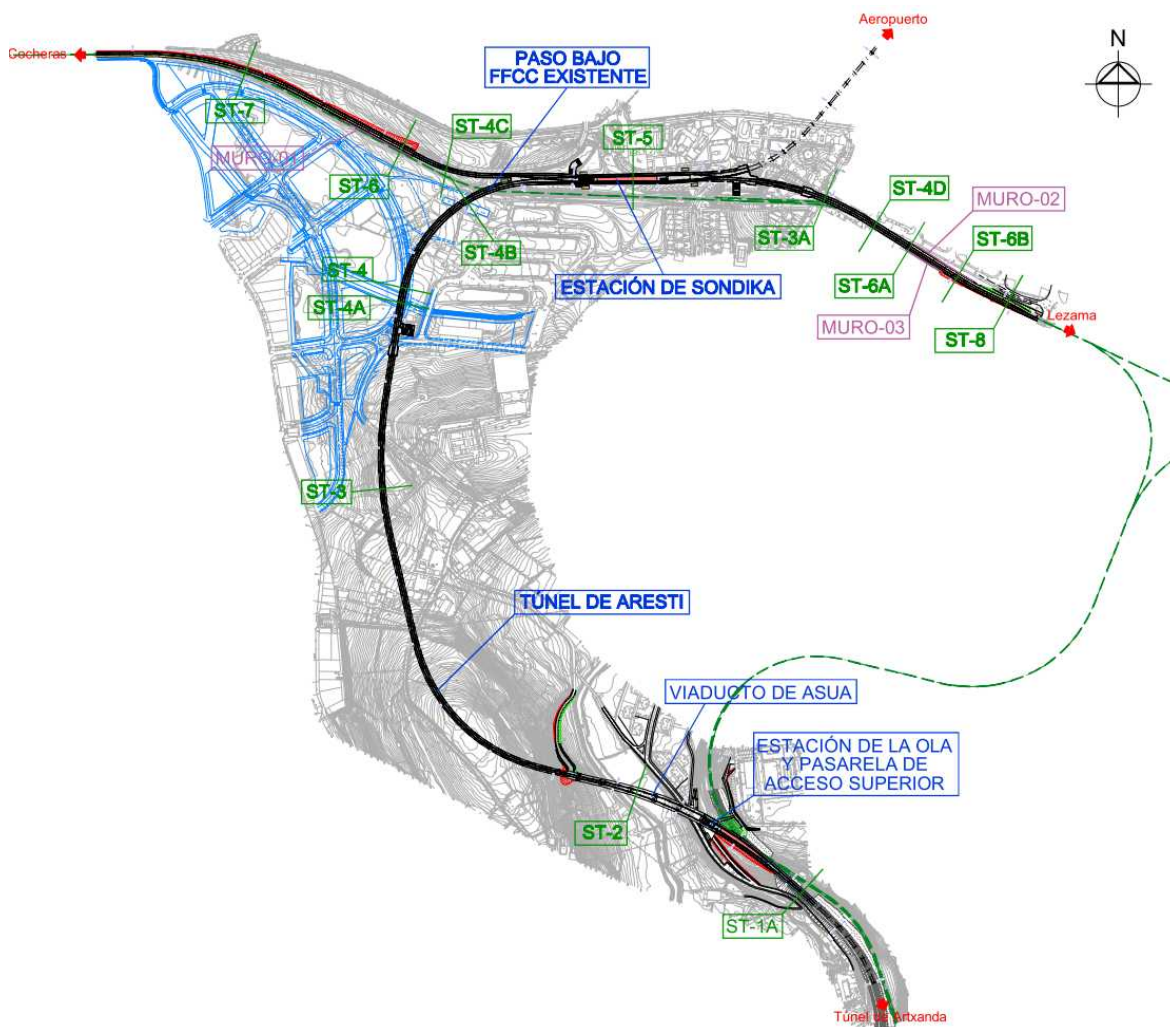 Aeropuerto
N
Cocheras
PASO BAJO
FFCC EXISTENTE
ST-7
ST-4C
ST-5
MURO-01
ST-6
ST-4D
MURO-02
ST-3A
ST-4B
ST-6B
ST-4
ESTACIÓN DE SONDIKA
ST-6A
ST-4A
MURO-03
Lezama
ST-8
ST-3
TÚNEL DE ARESTI
VIADUCTO DE ASUA
ESTACIÓN DE LA OLA
Y PASARELA DE
ACCESO SUPERIOR
ST-2
ST-1A
Túnel de Artxanda